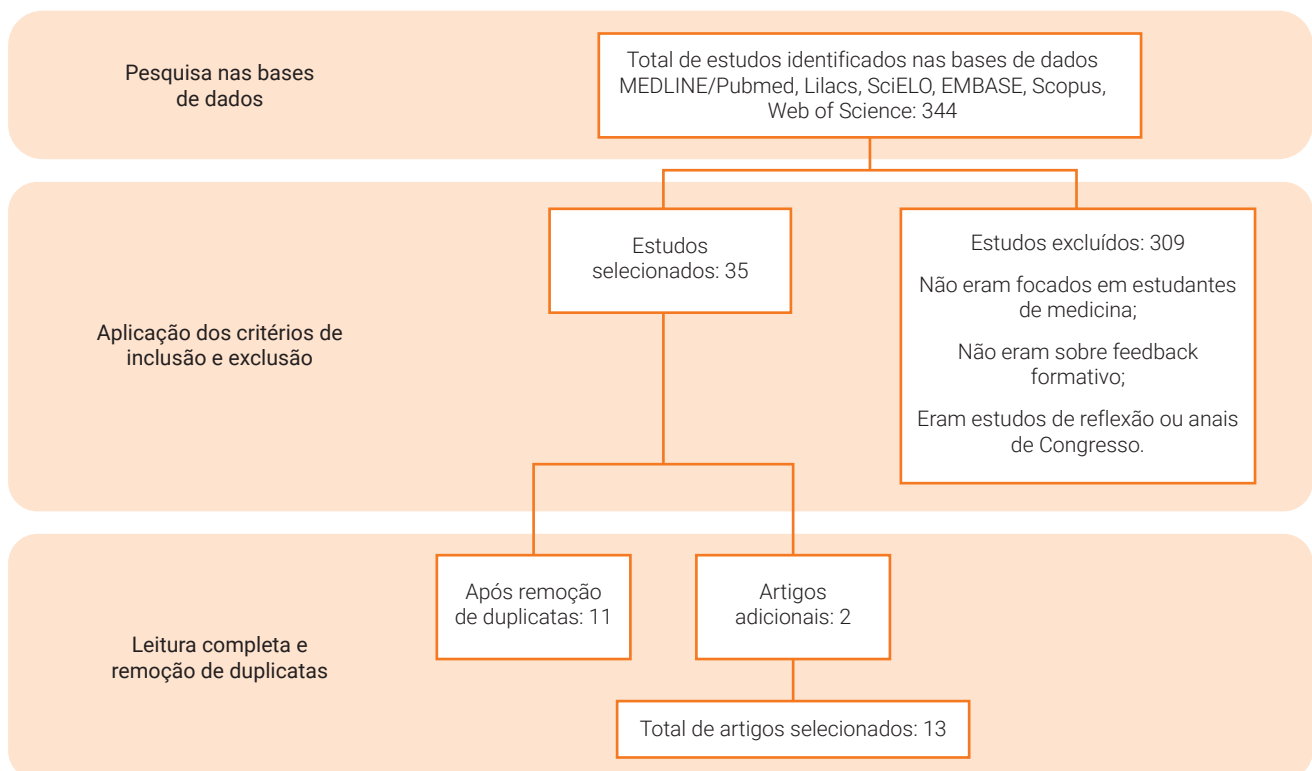 Pesquisa nas bases
de dados
Total de estudos identificados nas bases de dados
MEDLINE/Pubmed, Lilacs, SciELO, EMBASE, Scopus,
Web of Science: 344
Aplicação dos critérios de
inclusão e exclusão
Estudos
selecionados: 35
Estudos excluídos: 309
Não eram focados em estudantes
de medicina;
Não eram sobre feedback
formativo;
Eram estudos de reflexão ou anais
de Congresso.
Leitura completa e
remoção de duplicatas
Após remoção
de duplicatas: 11
Artigos
adicionais: 2
Total de artigos selecionados: 13